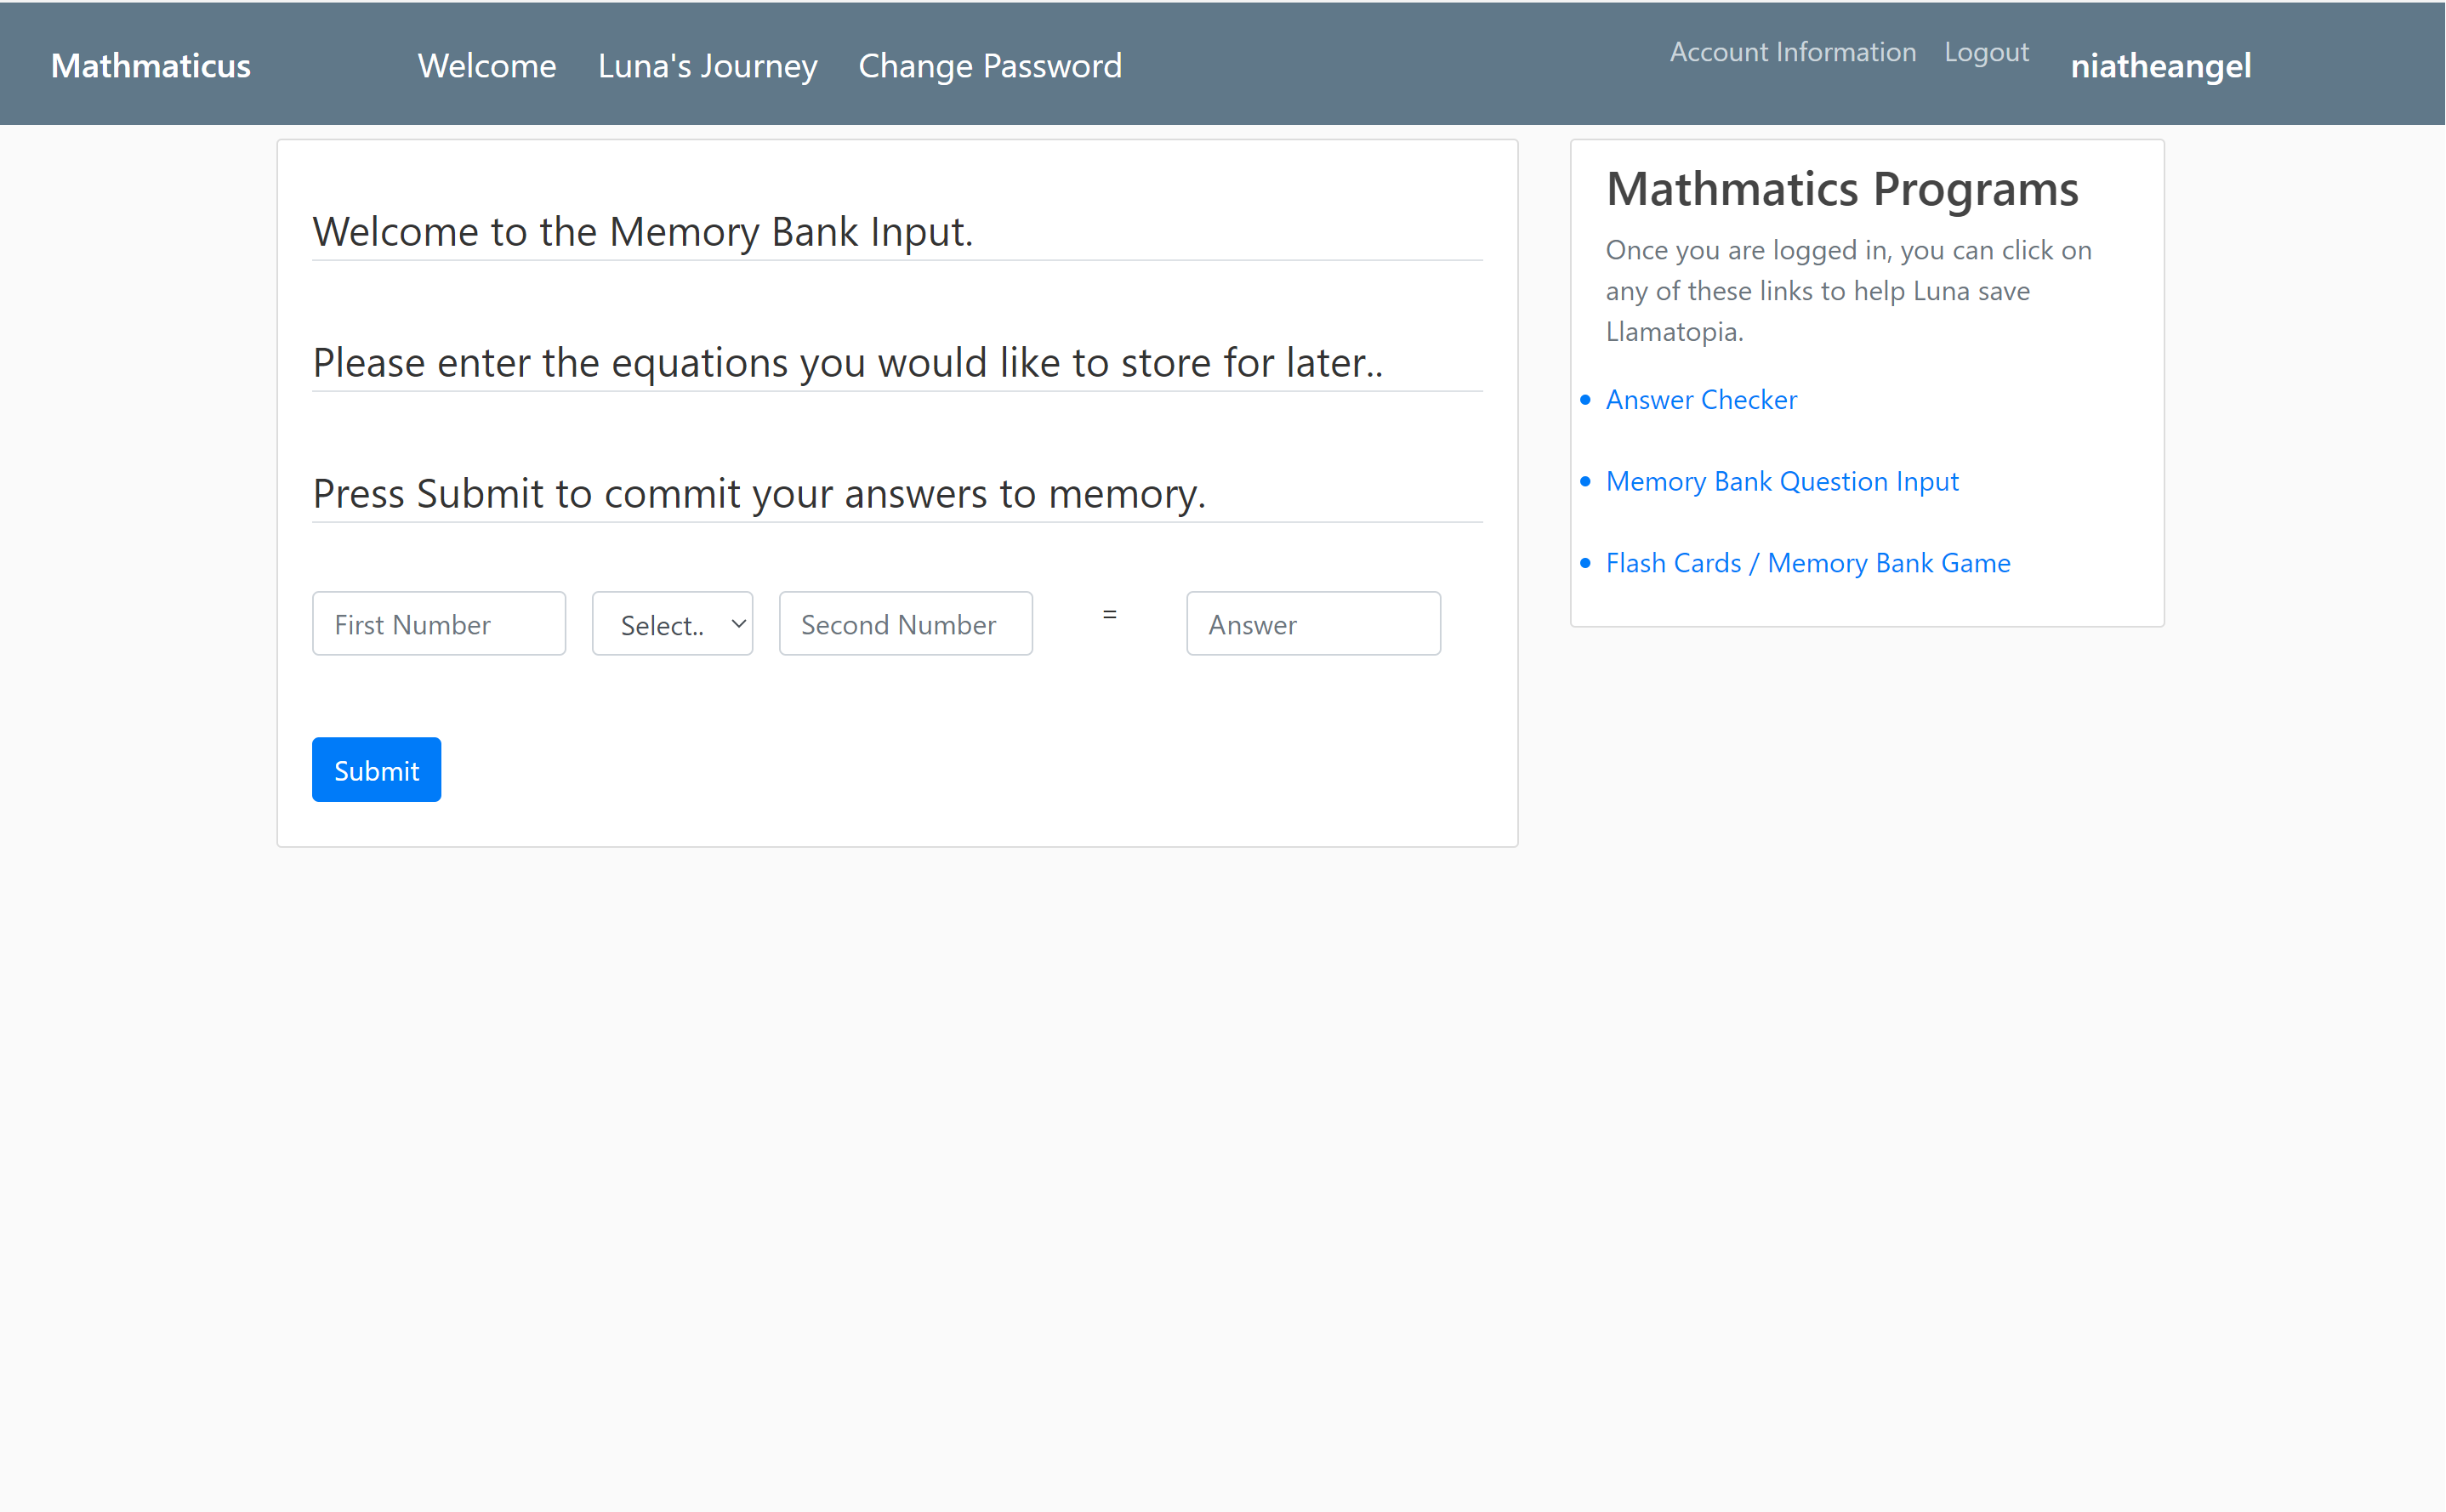 Mathmaticus Welcome Luna's Journey Change Password Account Information Logout niatheangel
Welcome to the Memory Bank Input.
Please enter the equations you would like to store for later..
Press Submit to commit your answers to memory.
First Number Select.. Second Number = Answer
Submit
Mathmatics Programs
Once you are logged in, you can click on
any of these links to help Luna save
Llamatopia.
Answer Checker
Memory Bank Question Input
Flash Cards / Memory Bank Game